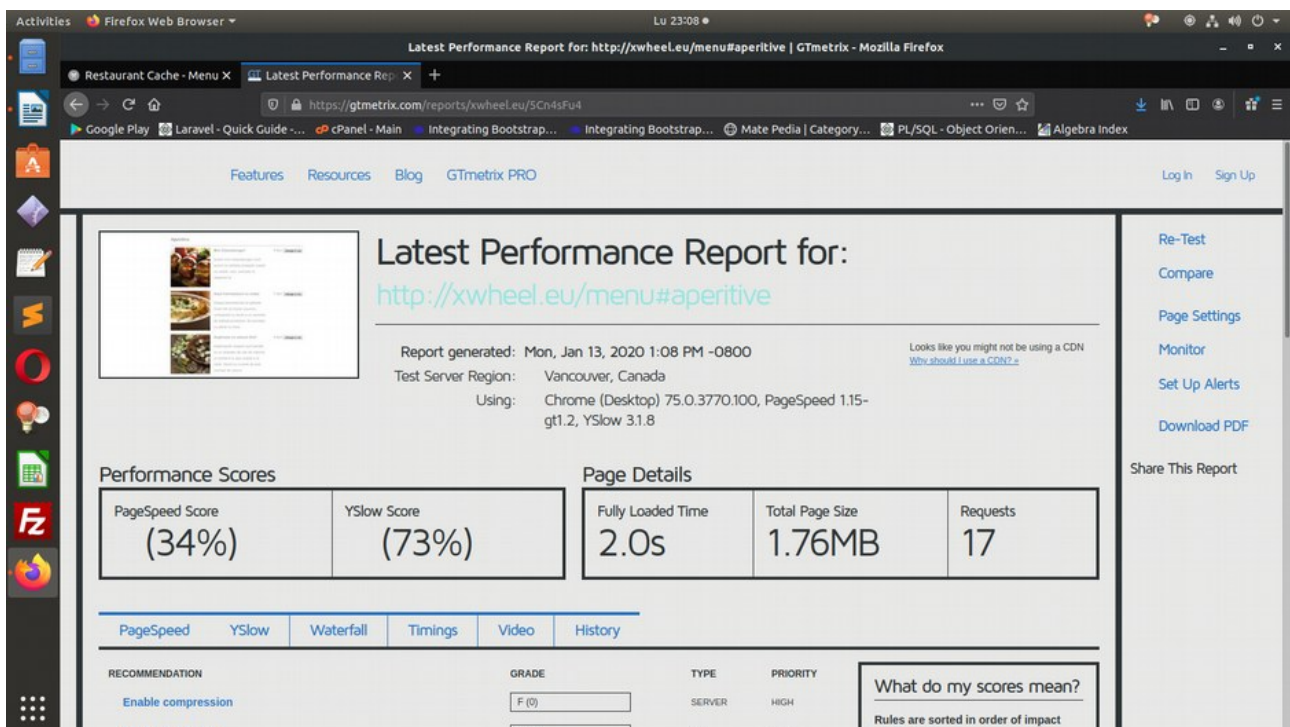 Activities Firefox Web Browser Lu 23:08
Latest Performance Report for: http://xwheel.eu/menu#aperitive | GTmetrix - Mozilla Firefox
Restaurant Cache - Menu Latest Performance Rep
https://gtmetrix.com/reports/xwheel.eu/5Cn4sFu4
Google Play Laravel - Quick Guide -... cPanel - Main Integrating Bootstrap... Integrating Bootstrap... Mate Pedia | Category... PL/SQL - Object Orien... Algebra Index
Features Resources Blog GTmetrix PRO Log In Sign Up
Latest Performance Report for:
http://xwheel.eu/menu#aperitive
Report generated: Mon, Jan 13, 2020 1:08 PM -0800
Test Server Region: Vancouver, Canada
Using: Chrome (Desktop) 75.0.3770.100, PageSpeed 1.15-
gt1.2, YSlow 3.1.8
Looks like you might not be using a CDN
Why should I use a CDN? »
Re-Test
Compare
Page Settings
Monitor
Set Up Alerts
Download PDF
Share This Report
Performance Scores
PageSpeed Score YSlow Score
(34%) (73%)
Page Details
Fully Loaded Time Total Page Size Requests
2.0s 1.76MB 17
PageSpeed YSlow Waterfall Timings Video History
RECOMMENDATION GRADE TYPE PRIORITY
Enable compression F (0) SERVER HIGH
What do my scores mean?
Rules are sorted in order of impact